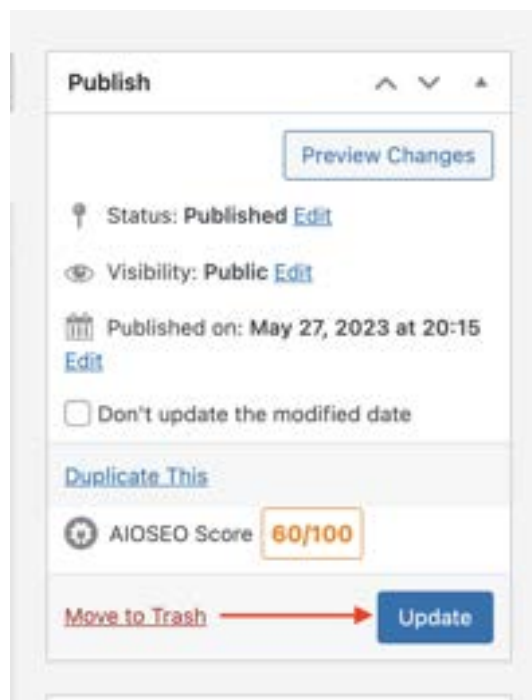 Publish
Preview Changes
Status: Published Edit
Visibility: Public Edit
Published on: May 27, 2023 at 20:15
Edit
Don't update the modified date
Duplicate This
AIOSEO Score 60/100
Move to Trash Update